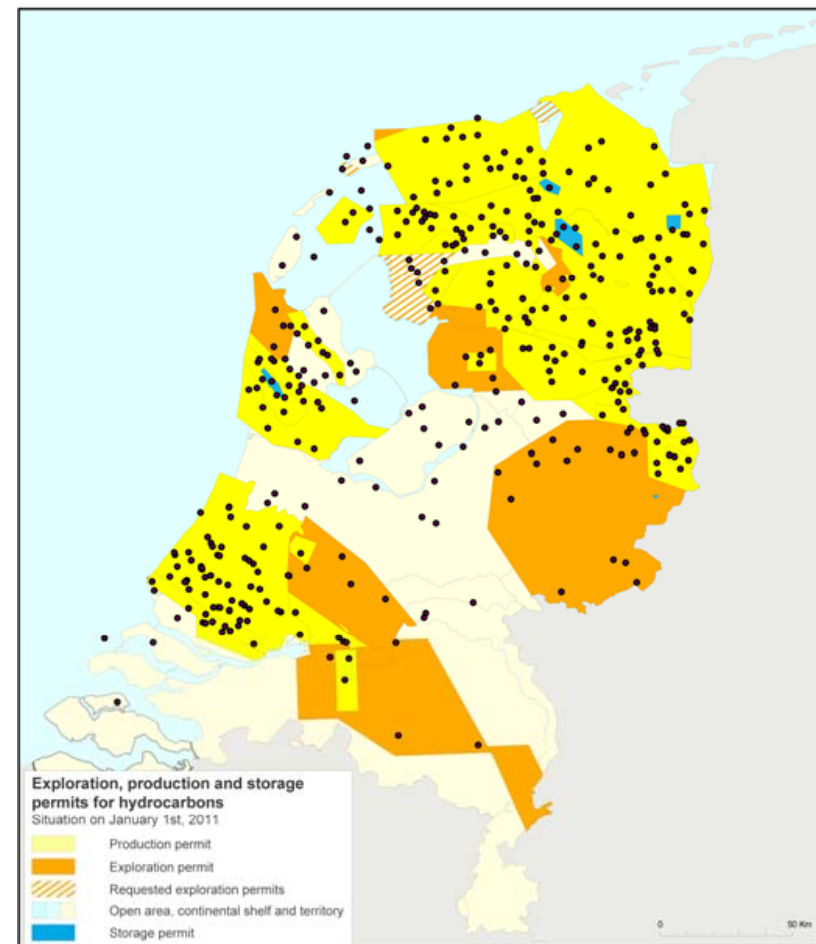 Exploration, production and storage
permits for hydrocarbons
Situation on January 1st, 2011
Production permit
Exploration permit
Requested exploration permits
Open area, continental shelf and territory
Storage permit
0 50 Km